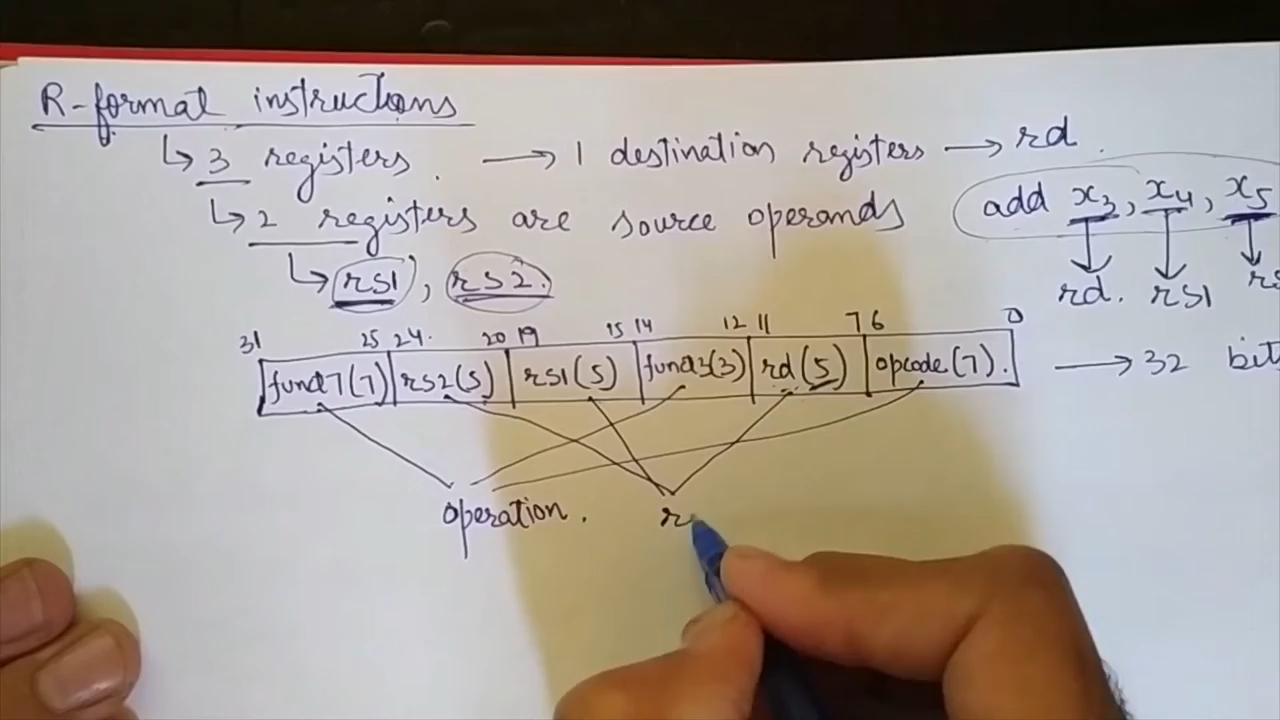 R-format instructions
↳ 3 registers. → 1 destination registers → rd.
↳ 2 registers are source operands
add x3, x4, x5
↳ rs1, rs2.
rd. rs1 rs
31 25 24 20 19 15 14 12 11 7 6 0
funct7(7) rs2(5) rs1(5) funct3(3) rd(5) opcode(7). → 32 bits
operation. r